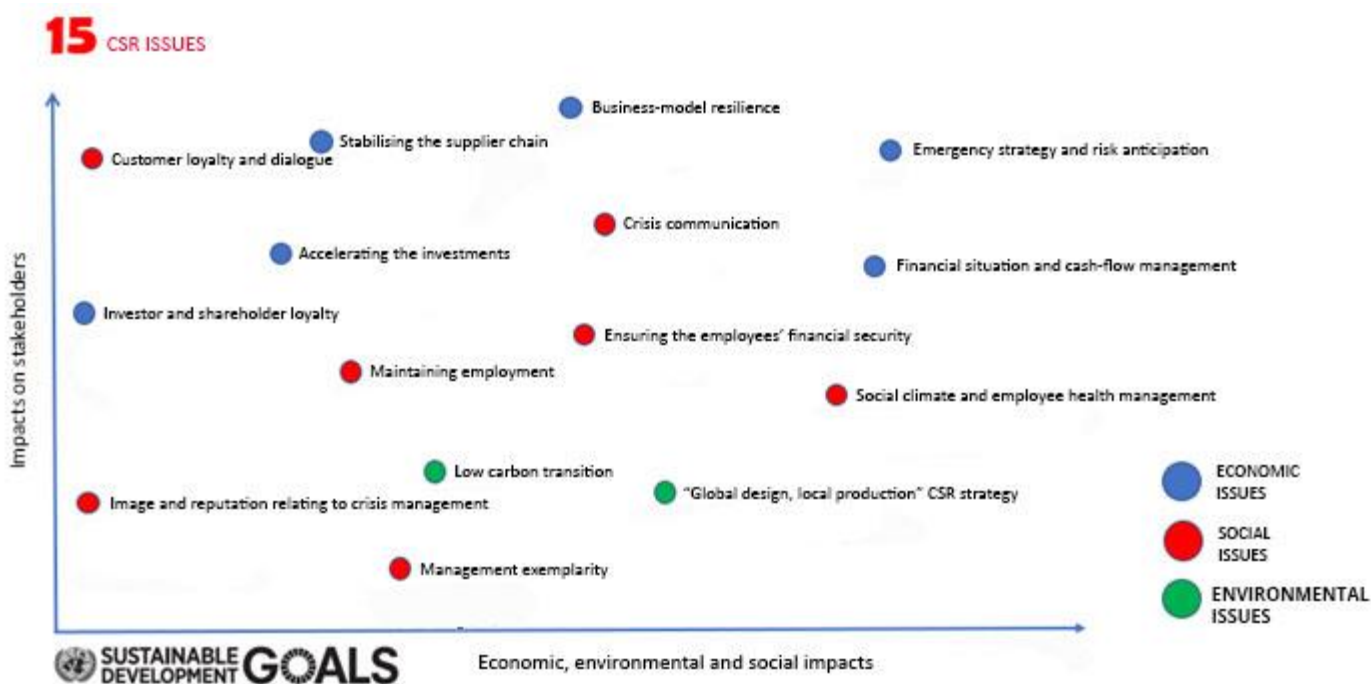 15 CSR ISSUES
Business-model resilience
Stabilising the supplier chain
Emergency strategy and risk anticipation
Customer loyalty and dialogue
Crisis communication
Accelerating the investments
Financial situation and cash-flow management
Investor and shareholder loyalty
Ensuring the employees' financial security
Maintaining employment
Social climate and employee health management
Impacts on stakeholders
Low carbon transition
"Global design, local production" CSR strategy
Image and reputation relating to crisis management
Management exemplarity
ECONOMIC
ISSUES
SOCIAL
ISSUES
ENVIRONMENTAL
ISSUES
SUSTAINABLE
DEVELOPMENT
GOALS
Economic, environmental and social impacts